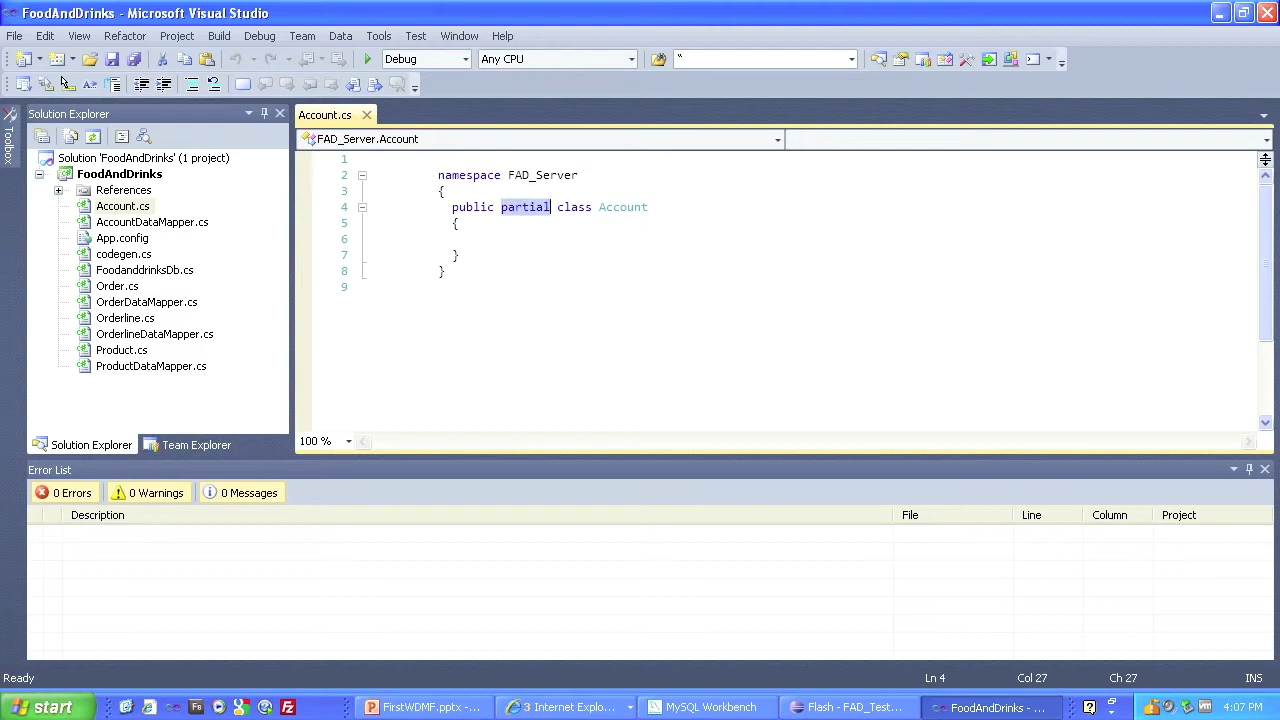 FoodAndDrinks - Microsoft Visual Studio
File Edit View Refactor Project Build Debug Team Data Tools Test Window Help
Debug Any CPU "
Solution Explorer
Account.cs
Toolbox
FAD_Server.Account
Solution 'FoodAndDrinks' (1 project)
FoodAndDrinks
References
Account.cs
AccountDataMapper.cs
App.config
codegen.cs
FoodanddrinksDb.cs
Order.cs
OrderDataMapper.cs
Orderline.cs
OrderlineDataMapper.cs
Product.cs
ProductDataMapper.cs
1
2 namespace FAD_Server
3 {
4 public partial class Account
5 {
6
7 }
8 }
9
100 %
Solution Explorer Team Explorer
Error List
0 Errors 0 Warnings 0 Messages
Description File Line Column Project
Ready Ln 4 Col 27 Ch 27 INS
start FirstWDMF.pptx -... 3 Internet Explo... MySQL Workbench Flash - FAD_Test... FoodAndDrinks - ... 4:07 PM